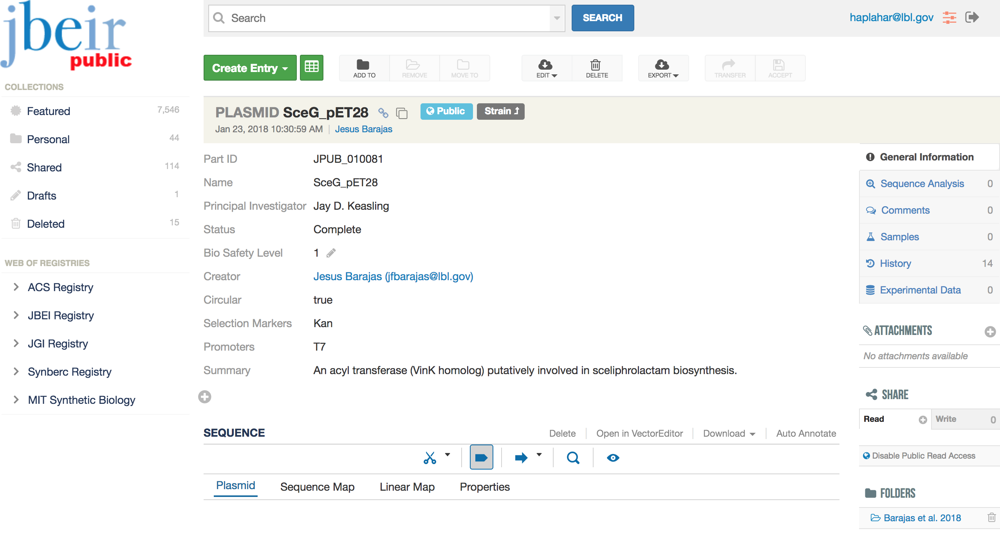 jbeir
public
Search
SEARCH
haplahar@lbl.gov
Create Entry
ADD TO
REMOVE
MOVE TO
EDIT
DELETE
EXPORT
TRANSFER
ACCEPT
COLLECTIONS
Featured 7,546
Personal 44
Shared 114
Drafts 1
Deleted 15
WEB OF REGISTRIES
ACS Registry
JBEI Registry
JGI Registry
Synberc Registry
MIT Synthetic Biology
PLASMID SceG_pET28 Public Strain
Jan 23, 2018 10:30:59 AM Jesus Barajas
Part ID JPUB_010081
Name SceG_pET28
Principal Investigator Jay D. Keasling
Status Complete
Bio Safety Level 1
Creator Jesus Barajas (jfbarajas@lbl.gov)
Circular true
Selection Markers Kan
Promoters T7
Summary An acyl transferase (VinK homolog) putatively involved in sceliphrolactam biosynthesis.
SEQUENCE Delete Open in VectorEditor Download Auto Annotate
Plasmid Sequence Map Linear Map Properties
General Information
Sequence Analysis 0
Comments 0
Samples 0
History 14
Experimental Data 0
ATTACHMENTS
No attachments available
SHARE
Read Write 0
Disable Public Read Access
FOLDERS
Barajas et al. 2018